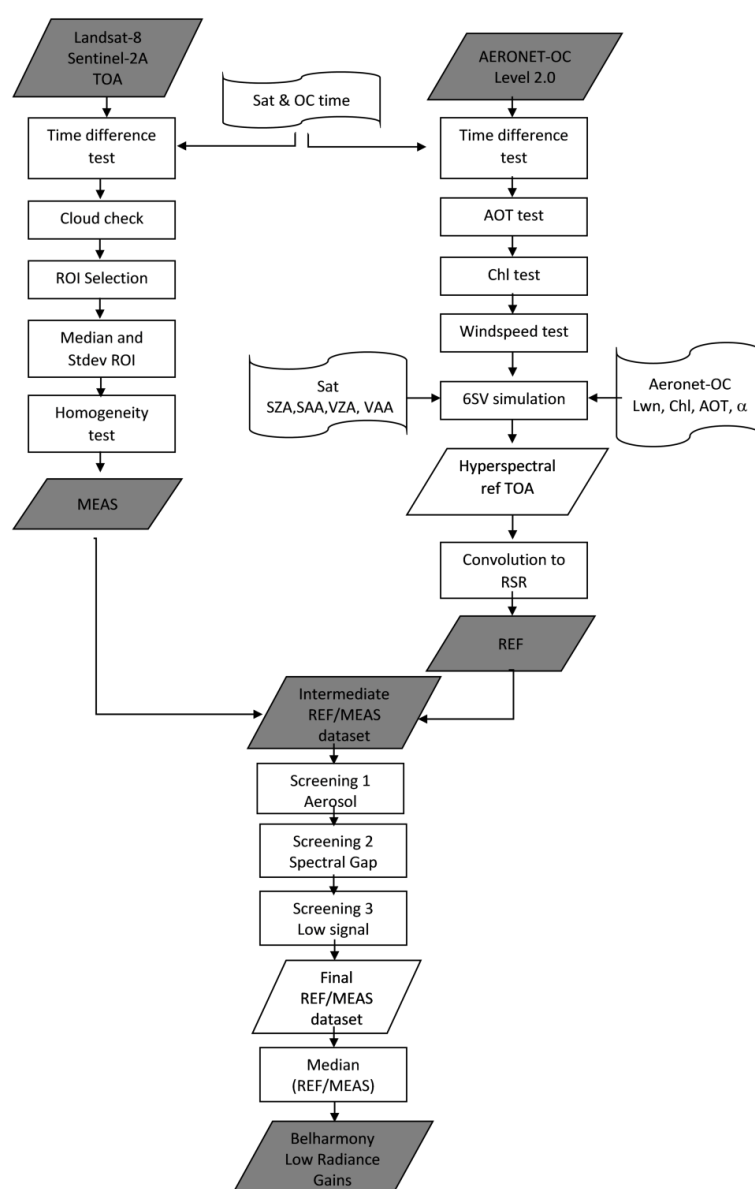 Landsat-8
Sentinel-2A
TOA
Sat & OC time
AERONET-OC
Level 2.0
Time difference
test
Cloud check
ROI Selection
Median and
Stdev ROI
Homogeneity
test
MEAS
Time difference
test
AOT test
Chl test
Windspeed test
Sat
SZA,SAA,VZA, VAA
6SV simulation
Aeronet-OC
Lwn, Chl, AOT, α
Hyperspectral
ref TOA
Convolution to
RSR
REF
Intermediate
REF/MEAS
dataset
Screening 1
Aerosol
Screening 2
Spectral Gap
Screening 3
Low signal
Final
REF/MEAS
dataset
Median
(REF/MEAS)
Belharmony
Low Radiance
Gains